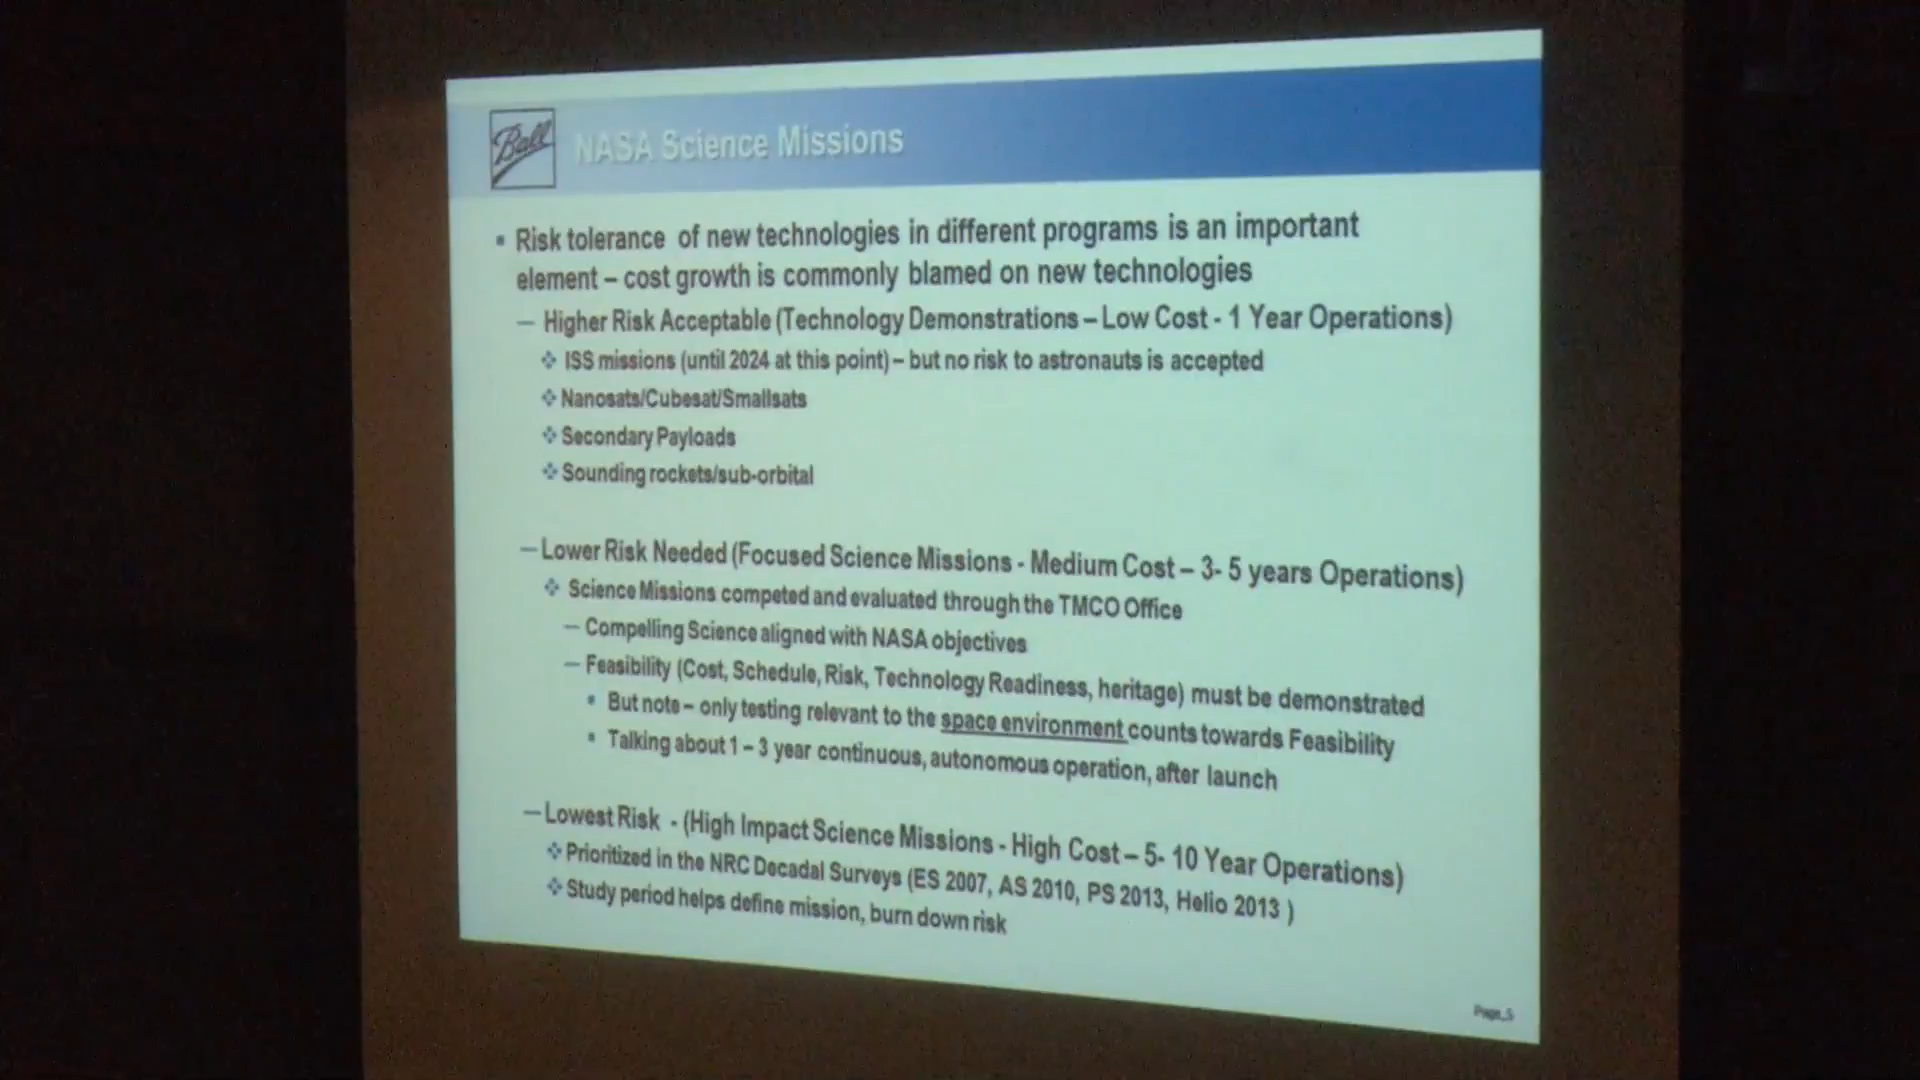 Ball
NASA Science Missions
▪ Risk tolerance of new technologies in different programs is an important
element – cost growth is commonly blamed on new technologies
– Higher Risk Acceptable (Technology Demonstrations – Low Cost - 1 Year Operations)
❖ ISS missions (until 2024 at this point) – but no risk to astronauts is accepted
❖ Nanosats/Cubesat/Smallsats
❖ Secondary Payloads
❖ Sounding rockets/sub-orbital
– Lower Risk Needed (Focused Science Missions - Medium Cost – 3- 5 years Operations)
❖ Science Missions competed and evaluated through the TMCO Office
– Compelling Science aligned with NASA objectives
– Feasibility (Cost, Schedule, Risk, Technology Readiness, heritage) must be demonstrated
▪ But note – only testing relevant to the space environment counts towards Feasibility
▪ Talking about 1 – 3 year continuous, autonomous operation, after launch
– Lowest Risk - (High Impact Science Missions - High Cost – 5- 10 Year Operations)
❖ Prioritized in the NRC Decadal Surveys (ES 2007, AS 2010, PS 2013, Helio 2013 )
❖ Study period helps define mission, burn down risk
Page_5